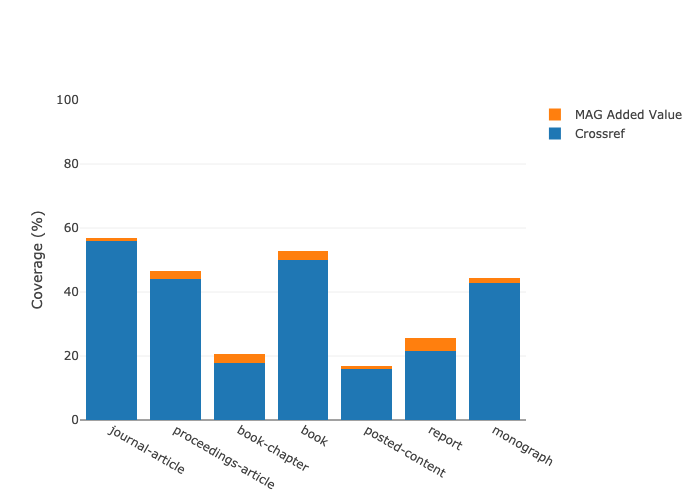 100
80
60
40
20
0
Coverage (%)
MAG Added Value
Crossref
journal-article
proceedings-article
book-chapter
book
posted-content
report
monograph